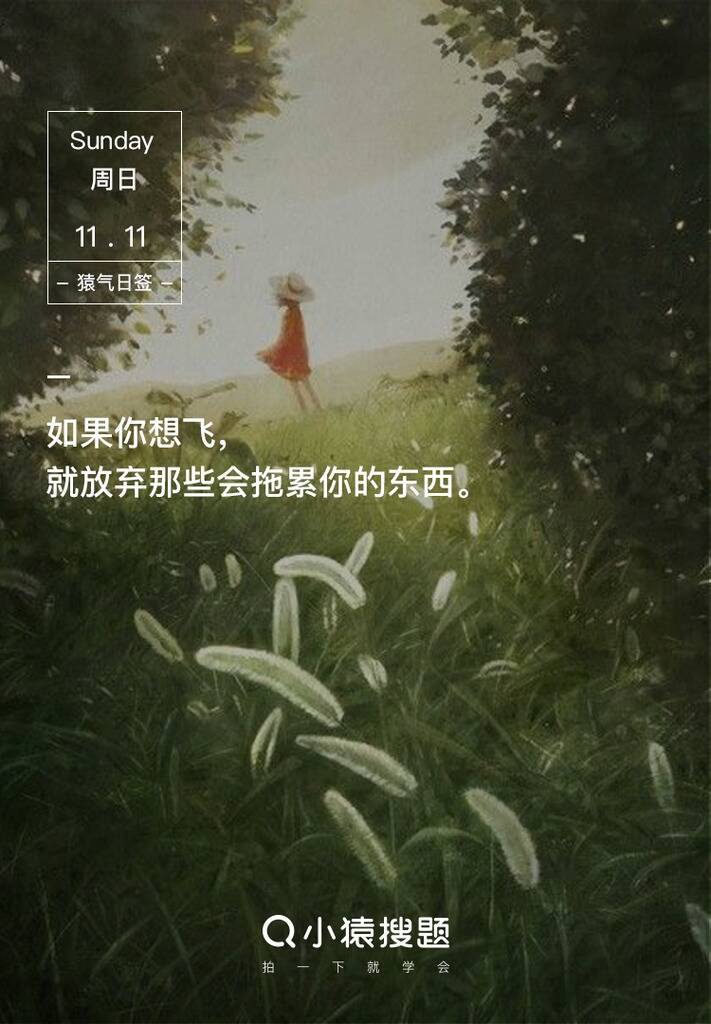 Sunday
周日
11 . 11
– 猿气日签 –
如果你想飞，
就放弃那些会拖累你的东西。
小猿搜题
拍一下就学会